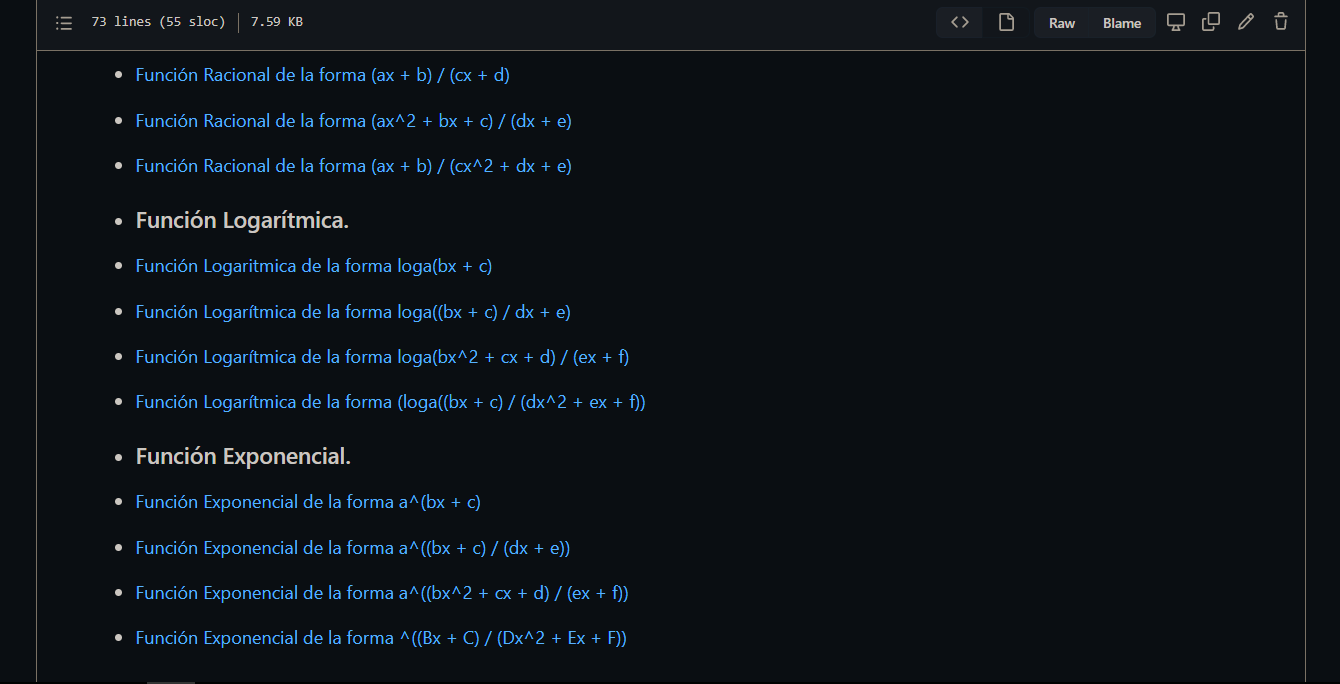 73 lines (55 sloc) 7.59 KB Raw Blame
Función Racional de la forma (ax + b) / (cx + d)
Función Racional de la forma (ax^2 + bx + c) / (dx + e)
Función Racional de la forma (ax + b) / (cx^2 + dx + e)
Función Logarítmica.
Función Logaritmica de la forma loga(bx + c)
Función Logarítmica de la forma loga((bx + c) / dx + e)
Función Logarítmica de la forma loga(bx^2 + cx + d) / (ex + f)
Función Logarítmica de la forma (loga((bx + c) / (dx^2 + ex + f))
Función Exponencial.
Función Exponencial de la forma a^(bx + c)
Función Exponencial de la forma a^((bx + c) / (dx + e))
Función Exponencial de la forma a^((bx^2 + cx + d) / (ex + f))
Función Exponencial de la forma ^((Bx + C) / (Dx^2 + Ex + F))